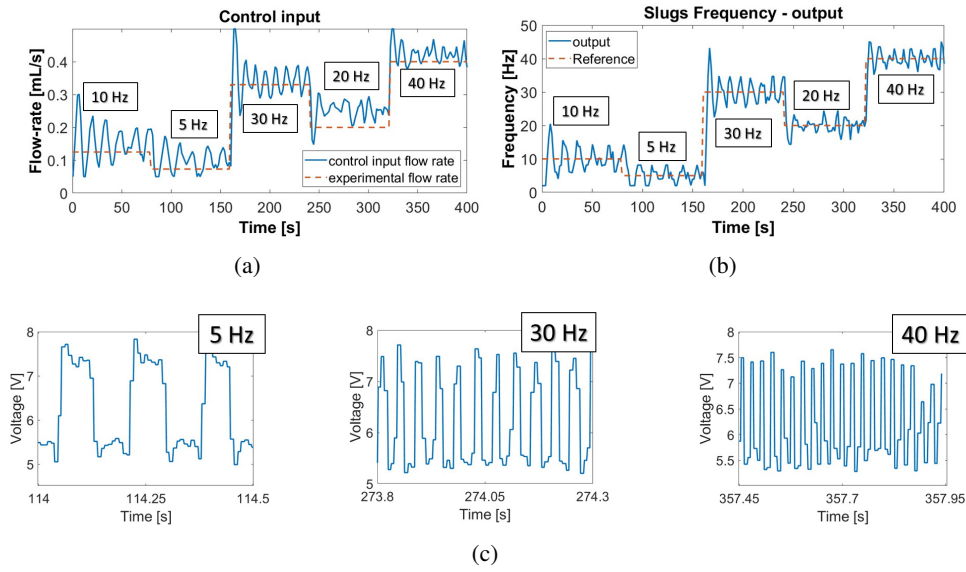 Control input
Flow-rate [mL/s]
0.4
0.3
0.2
0.1
0
10 Hz
5 Hz
30 Hz
20 Hz
40 Hz
control input flow rate
experimental flow rate
0 50 100 150 200 250 300 350 400
Time [s]
(a)
Slugs Frequency - output
Frequency [Hz]
50
40
30
20
10
0
output
Reference
10 Hz
5 Hz
30 Hz
20 Hz
40 Hz
0 50 100 150 200 250 300 350 400
Time [s]
(b)
5 Hz
Voltage [V]
8
7
6
5
114 114.25 114.5
Time [s]
30 Hz
Voltage [V]
8
7
6
5
273.8 274.05 274.3
Time [s]
40 Hz
Voltage [V]
8
7.5
7
6.5
6
5.5
5
357.45 357.7 357.95
Time [s]
(c)